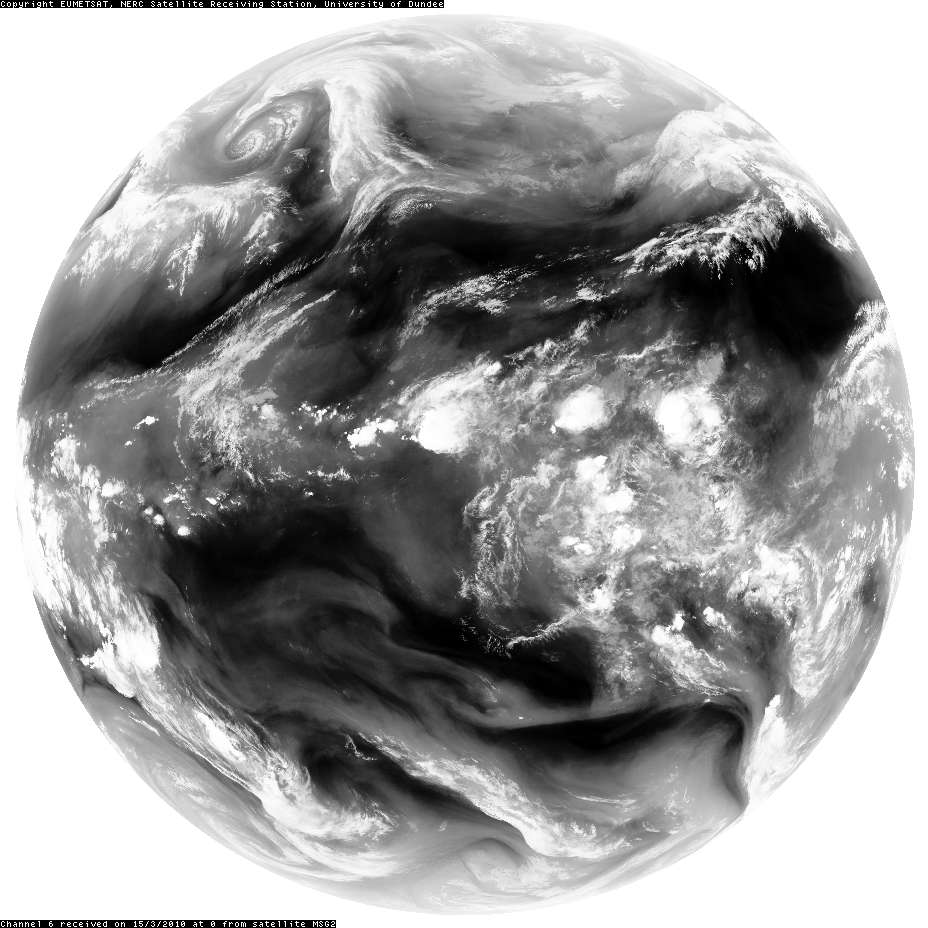 Copyright EUMETSAT, NERC Satellite Receiving Station, University of Dundee
Channel 6 received on 15/3/2010 at 0 from satellite MSG2